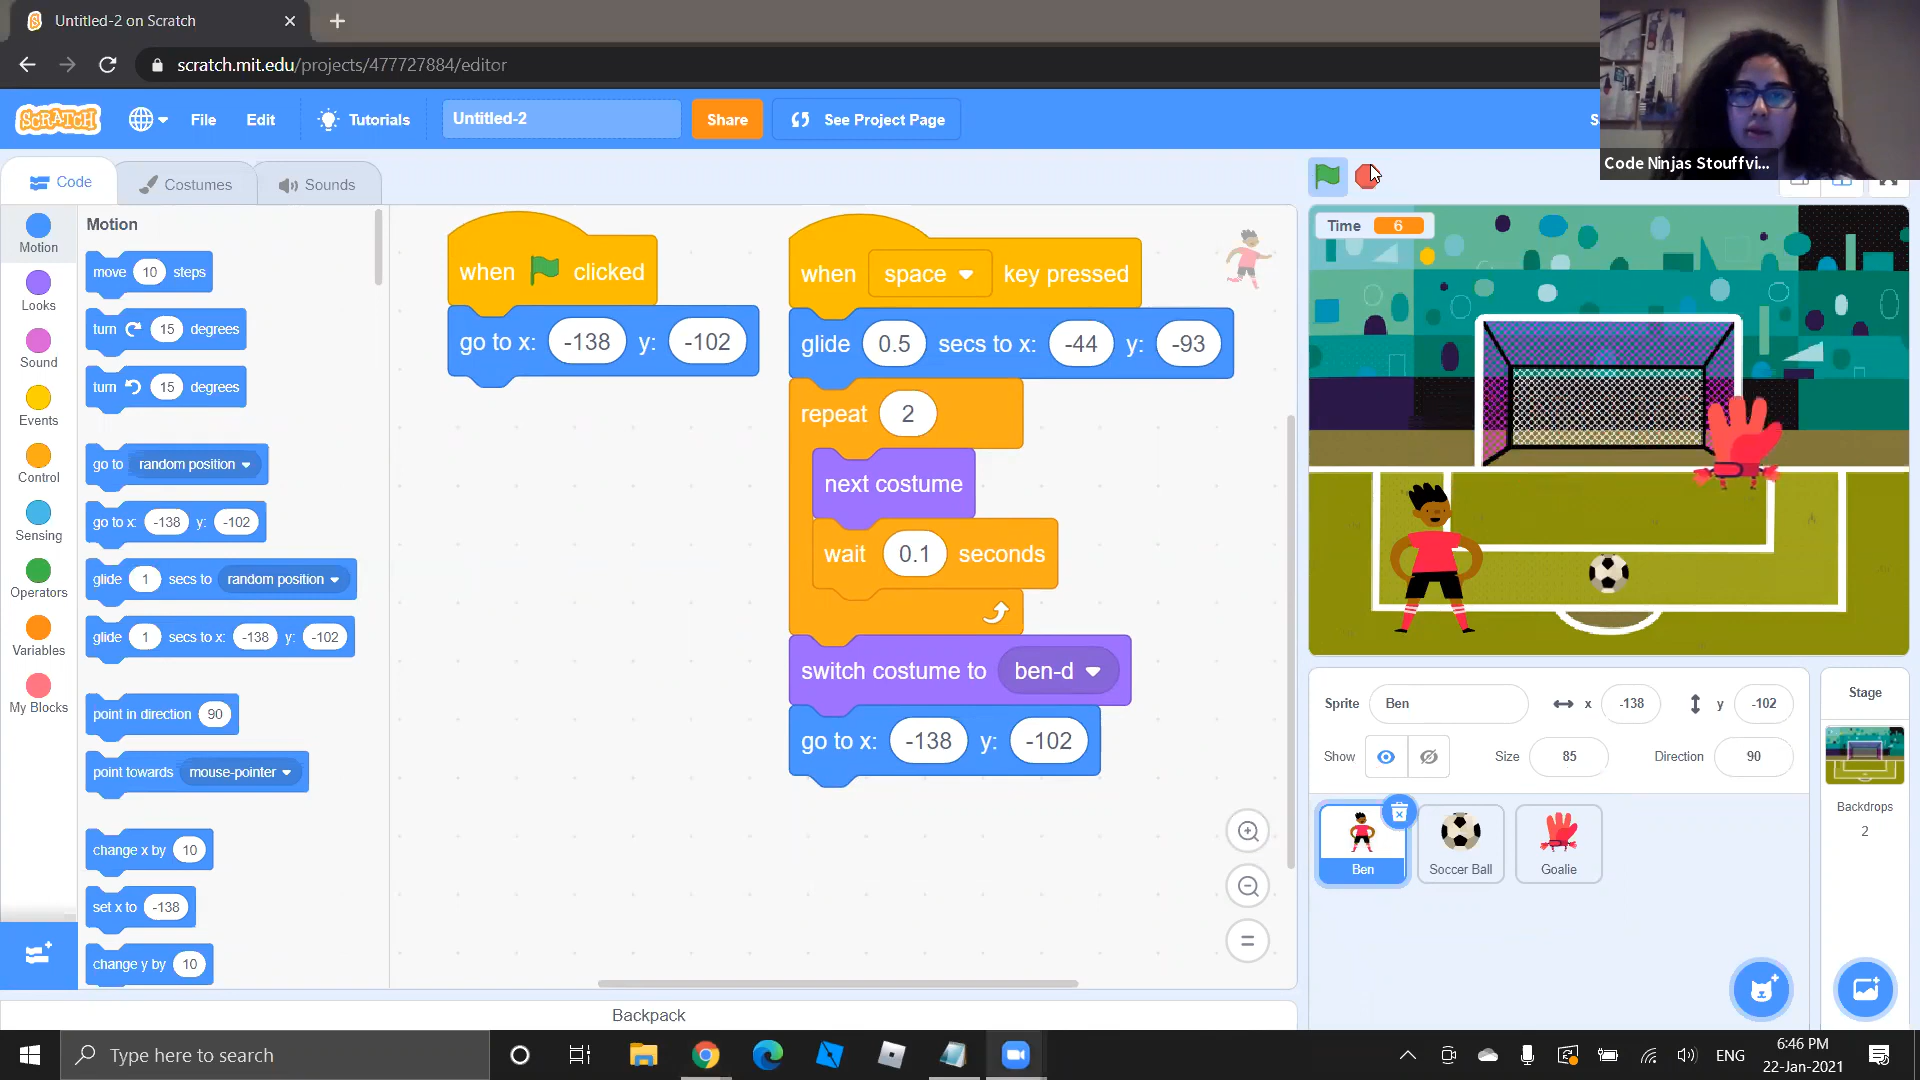 Untitled-2 on Scratch
scratch.mit.edu/projects/477727884/editor
SCRATCH
File
Edit
Tutorials
Untitled-2
Share
See Project Page
S
Code Ninjas Stouffvi...
Code
Costumes
Sounds
Motion
Looks
Sound
Events
Control
Sensing
Operators
Variables
My Blocks
Motion
move 10 steps
turn 15 degrees
turn 15 degrees
go to random position
go to x: -138 y: -102
glide 1 secs to random position
glide 1 secs to x: -138 y: -102
point in direction 90
point towards mouse-pointer
change x by 10
set x to -138
change y by 10
when clicked
go to x: -138 y: -102
when space key pressed
glide 0.5 secs to x: -44 y: -93
repeat 2
next costume
wait 0.1 seconds
switch costume to ben-d
go to x: -138 y: -102
Time 6
Sprite Ben x -138 y -102
Show Size 85 Direction 90
Ben
Soccer Ball
Goalie
Stage
Backdrops
2
Backpack
Type here to search
ENG
6:46 PM
22-Jan-2021